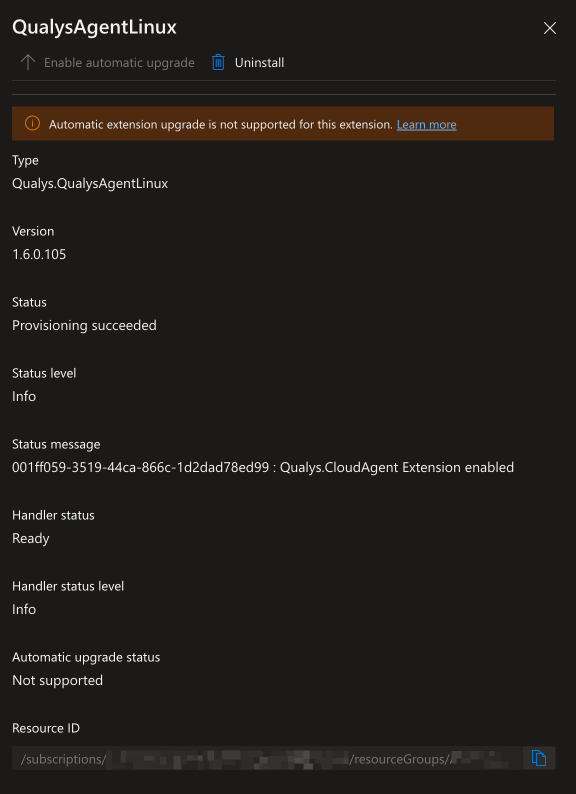 QualysAgentLinux
Enable automatic upgrade Uninstall
Automatic extension upgrade is not supported for this extension. Learn more
Type
Qualys.QualysAgentLinux
Version
1.6.0.105
Status
Provisioning succeeded
Status level
Info
Status message
001ff059-3519-44ca-866c-1d2dad78ed99 : Qualys.CloudAgent Extension enabled
Handler status
Ready
Handler status level
Info
Automatic upgrade status
Not supported
Resource ID
/subscriptions/ /resourceGroups/